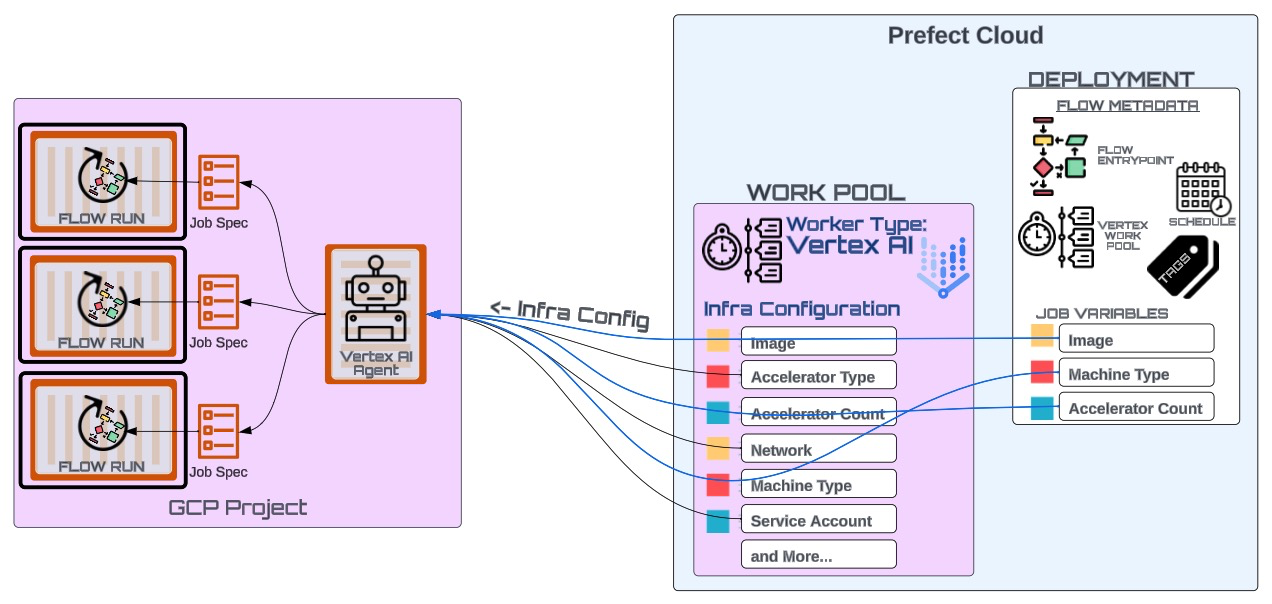 Prefect Cloud
DEPLOYMENT
FLOW METADATA
FLOW
ENTRYPOINT
SCHEDULE
VERTEX
WORK
POOL
TAGS
JOB VARIABLES
Image
Machine Type
Accelerator Count
WORK POOL
Worker Type:
Vertex AI
Infra Configuration
Image
Accelerator Type
Accelerator Count
Network
Machine Type
Service Account
and More...
<- Infra Config
Vertex AI
Agent
FLOW RUN
Job Spec
FLOW RUN
Job Spec
FLOW RUN
Job Spec
GCP Project